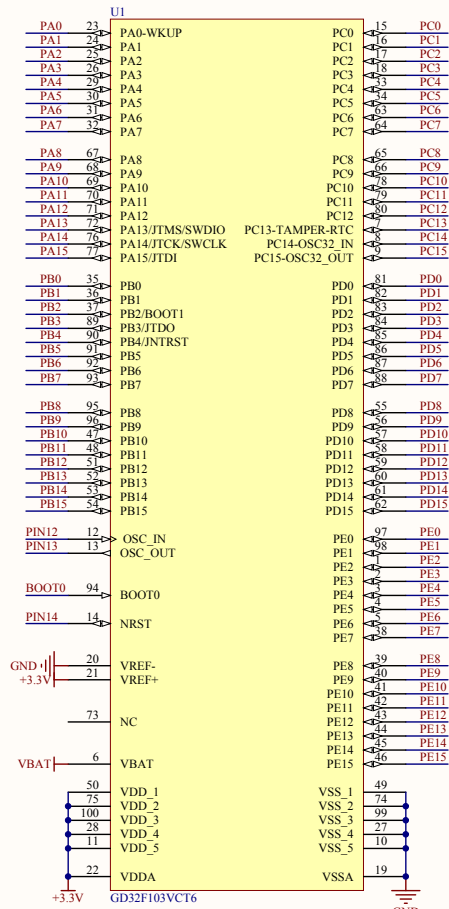 U1
PA0 23 PA0-WKUP PC0 15 PC0
PA1 24 PA1 PC1 16 PC1
PA2 25 PA2 PC2 17 PC2
PA3 26 PA3 PC3 18 PC3
PA4 29 PA4 PC4 33 PC4
PA5 30 PA5 PC5 34 PC5
PA6 31 PA6 PC6 63 PC6
PA7 32 PA7 PC7 64 PC7
PA8 67 PA8 PC8 65 PC8
PA9 68 PA9 PC9 66 PC9
PA10 69 PA10 PC10 78 PC10
PA11 70 PA11 PC11 79 PC11
PA12 71 PA12 PC12 80 PC12
PA13 72 PA13/JTMS/SWDIO PC13-TAMPER-RTC 7 PC13
PA14 76 PA14/JTCK/SWCLK PC14-OSC32_IN 8 PC14
PA15 77 PA15/JTDI PC15-OSC32_OUT 9 PC15
PB0 35 PB0 PD0 81 PD0
PB1 36 PB1 PD1 82 PD1
PB2 37 PB2/BOOT1 PD2 83 PD2
PB3 89 PB3/JTDO PD3 84 PD3
PB4 90 PB4/JNTRST PD4 85 PD4
PB5 91 PB5 PD5 86 PD5
PB6 92 PB6 PD6 87 PD6
PB7 93 PB7 PD7 88 PD7
PB8 95 PB8 PD8 55 PD8
PB9 96 PB9 PD9 56 PD9
PB10 47 PB10 PD10 57 PD10
PB11 48 PB11 PD11 58 PD11
PB12 51 PB12 PD12 59 PD12
PB13 52 PB13 PD13 60 PD13
PB14 53 PB14 PD14 61 PD14
PB15 54 PB15 PD15 62 PD15
PIN12 12 OSC_IN PE0 97 PE0
PIN13 13 OSC_OUT PE1 98 PE1
PE2 1 PE2
PE3 2 PE3
BOOT0 94 BOOT0 PE4 3 PE4
PE5 4 PE5
PIN14 14 NRST PE6 5 PE6
PE7 38 PE7
GND 20 VREF- PE8 39 PE8
+3.3V 21 VREF+ PE9 40 PE9
PE10 41 PE10
PE11 42 PE11
73 NC PE12 43 PE12
PE13 44 PE13
PE14 45 PE14
VBAT 6 VBAT PE15 46 PE15
50 VDD_1 VSS_1 49
75 VDD_2 VSS_2 74
100 VDD_3 VSS_3 99
28 VDD_4 VSS_4 27
11 VDD_5 VSS_5 10
22 VDDA VSSA 19
+3.3V GD32F103VCT6